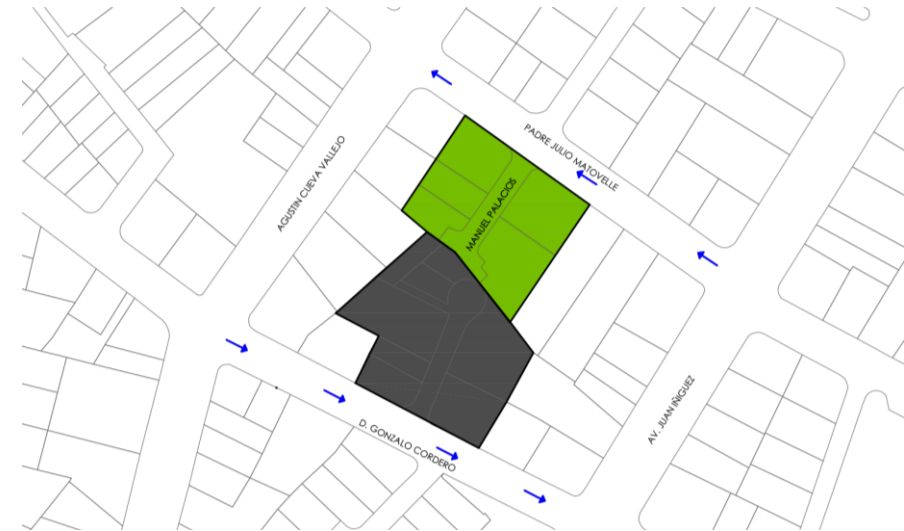 PADRE JULIO MATOVELLE
AGUSTIN CUEVA VALLEJO
MANUEL PALACIOS
AV. JUAN IÑIGUEZ
D. GONZALO CORDERO